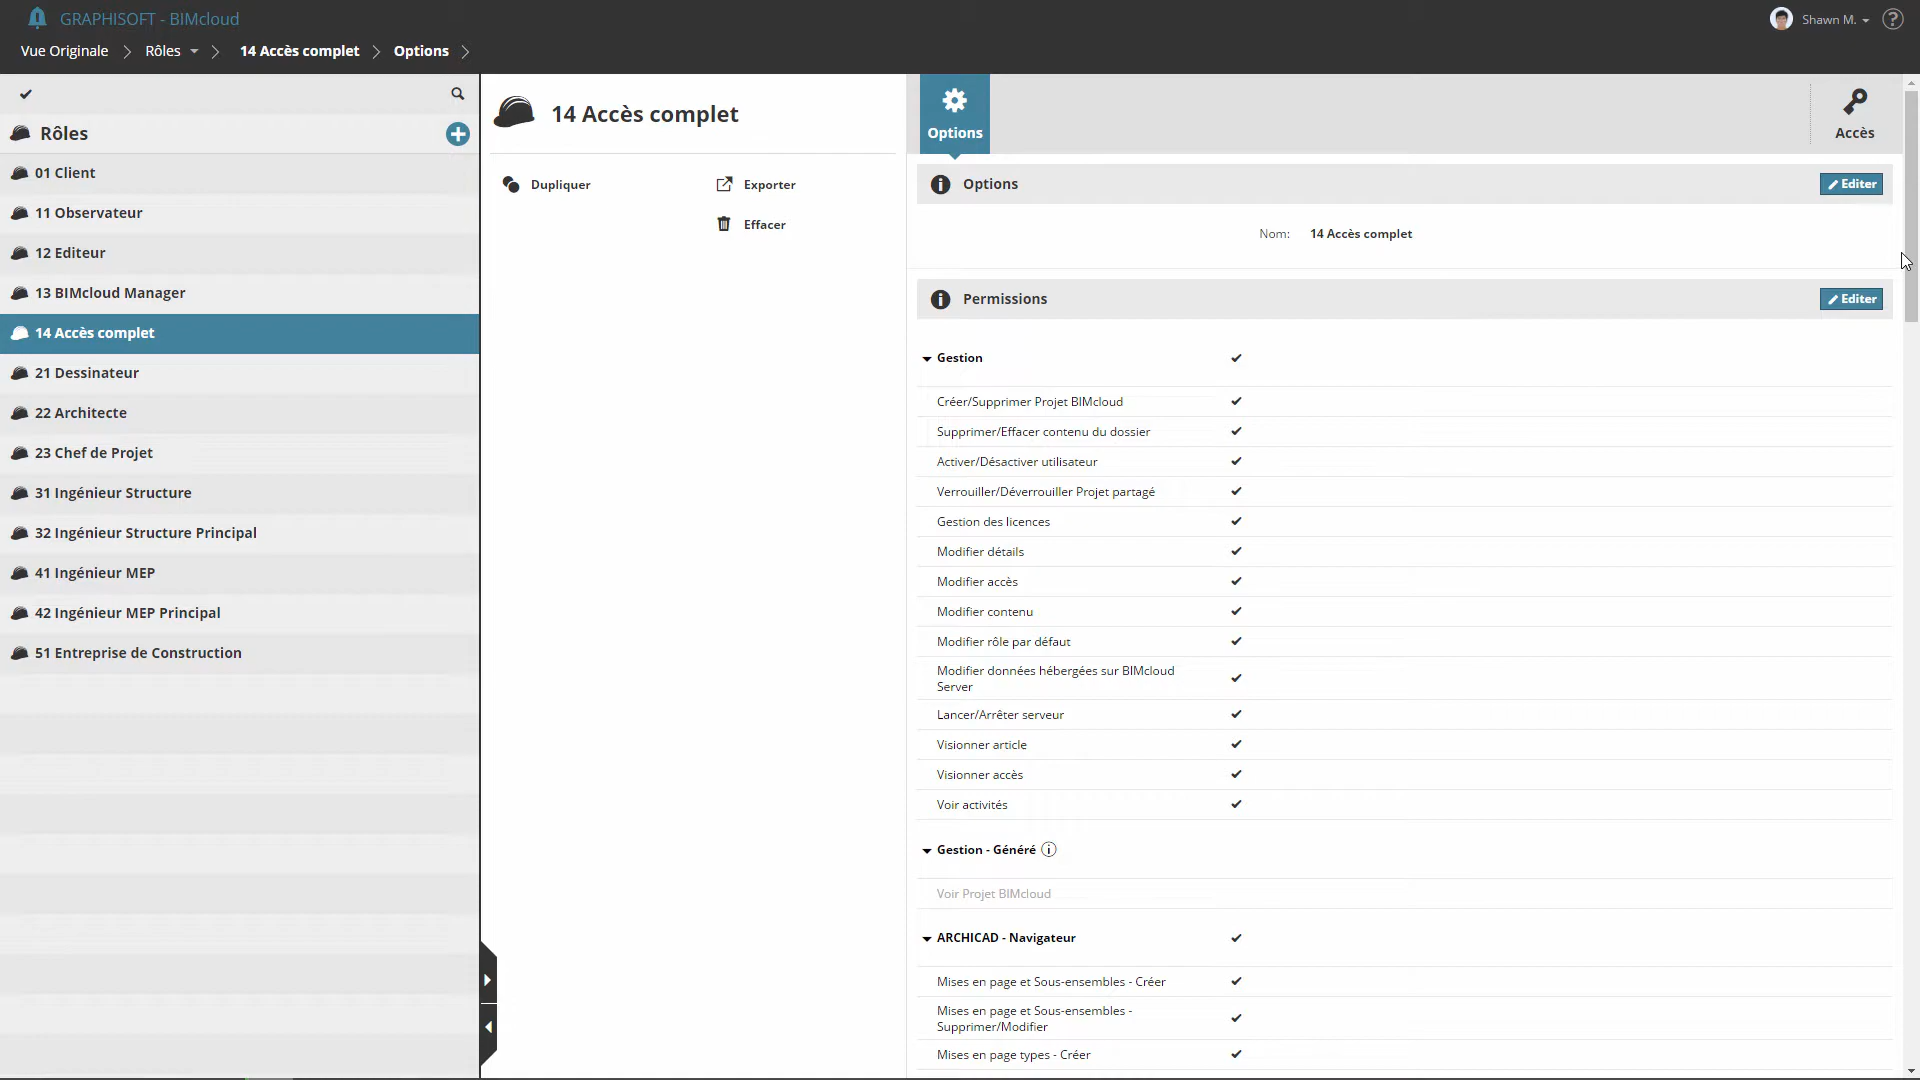 GRAPHISOFT - BIMcloud
Shawn M.
Vue Originale
Rôles
14 Accès complet
Options
Rôles
01 Client
11 Observateur
12 Editeur
13 BIMcloud Manager
14 Accès complet
21 Dessinateur
22 Architecte
23 Chef de Projet
31 Ingénieur Structure
32 Ingénieur Structure Principal
41 Ingénieur MEP
42 Ingénieur MEP Principal
51 Entreprise de Construction
14 Accès complet
Dupliquer
Exporter
Effacer
Options
Accès
Options
Editer
Nom: 14 Accès complet
Permissions
Editer
Gestion
Créer/Supprimer Projet BIMcloud
Supprimer/Effacer contenu du dossier
Activer/Désactiver utilisateur
Verrouiller/Déverrouiller Projet partagé
Gestion des licences
Modifier détails
Modifier accès
Modifier contenu
Modifier rôle par défaut
Modifier données hébergées sur BIMcloud
Server
Lancer/Arrêter serveur
Visionner article
Visionner accès
Voir activités
Gestion - Généré
Voir Projet BIMcloud
ARCHICAD - Navigateur
Mises en page et Sous-ensembles - Créer
Mises en page et Sous-ensembles -
Supprimer/Modifier
Mises en page types - Créer